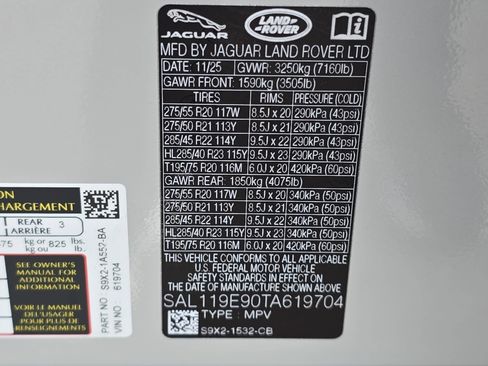 JAGUAR
LAND ROVER
MFD BY JAGUAR LAND ROVER LTD
DATE: 11/25 GVWR: 3250kg (7160lb)
GAWR FRONT: 1590kg (3505lb)
TIRES RIMS PRESSURE (COLD)
275/55 R20 117W 8.5J x 20 290kPa (43psi)
275/50 R21 113Y 8.5J x 21 290kPa (43psi)
285/45 R22 114Y 9.5J x 22 290kPa (43psi)
HL285/40 R23 115Y 9.5J x 23 290kPa (43psi)
T195/75 R20 116M 6.0J x 20 420kPa (60psi)
GAWR REAR: 1850kg (4075lb)
275/55 R20 117W 8.5J x 20 340kPa (50psi)
275/50 R21 113Y 8.5J x 21 340kPa (50psi)
285/45 R22 114Y 9.5J x 22 340kPa (50psi)
HL285/40 R23 115Y 9.5J x 23 340kPa (50psi)
T195/75 R20 116M 6.0J x 20 420kPa (60psi)
THIS VEHICLE CONFORMS TO ALL APPLICABLE
U.S. FEDERAL MOTOR VEHICLE
SAFETY STANDARDS IN EFFECT ON
THE DATE OF MANUFACTURE SHOWN ABOVE
SAL119E90TA619704
TYPE : MPV
S9X2-1532-CB
REAR
ARRIÈRE 3
kg or
kg ou 825 lbs.
lb.
SEE OWNER'S
MANUAL FOR
ADDITIONAL
INFORMATION
VOIR LE MANUEL
DE L'USAGER
POUR PLUS DE
RENSEIGNEMENTS
PART NO S9X2-1A552-BA
VIN NO 619704